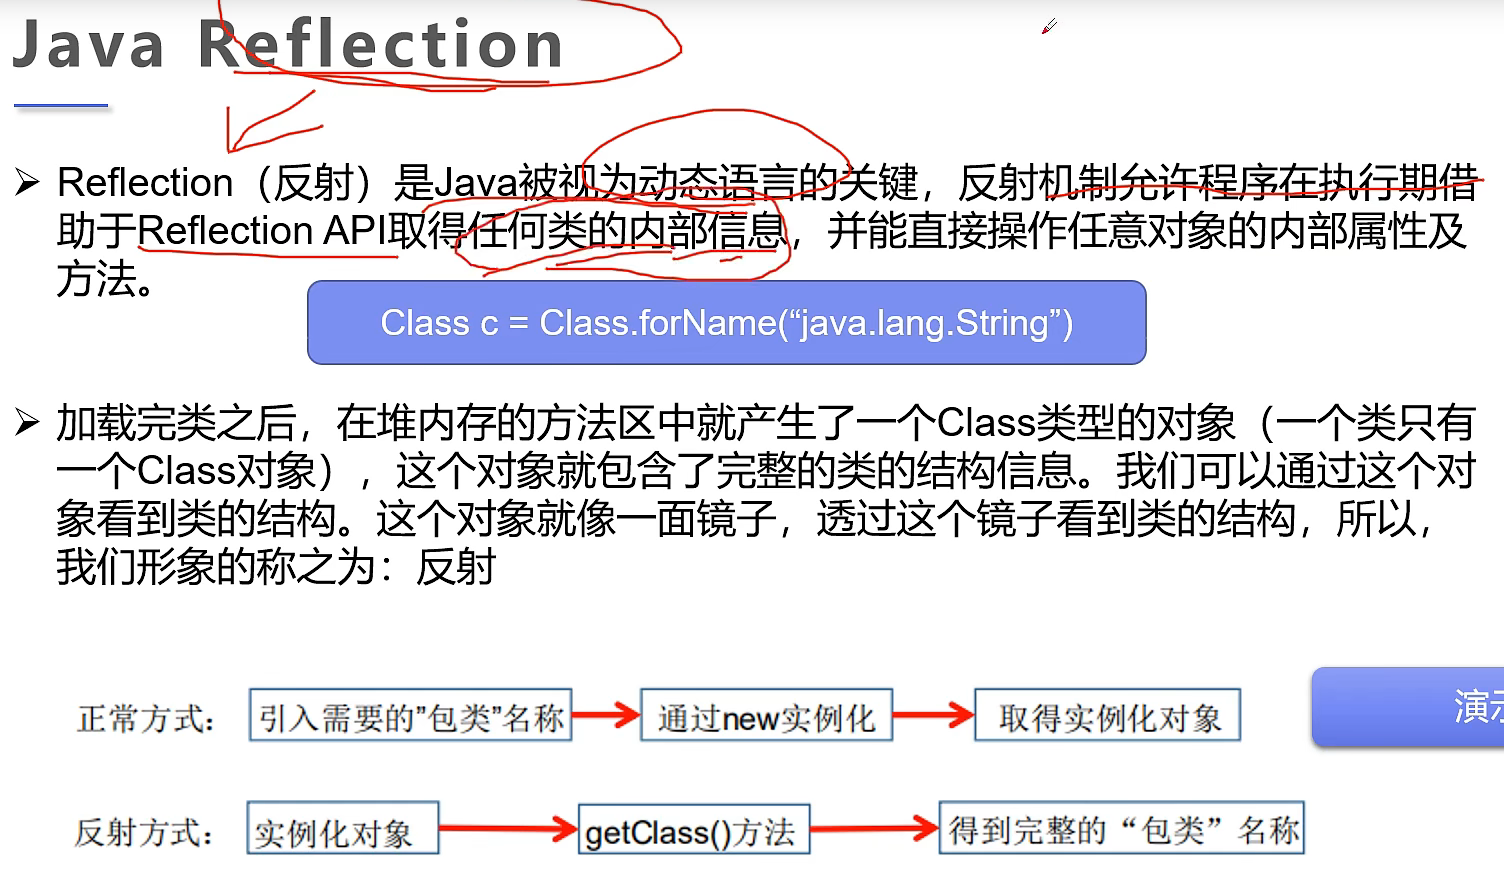 Java Reflection
Reflection（反射）是Java被视为动态语言的关键，反射机制允许程序在执行期借
助于Reflection API取得任何类的内部信息，并能直接操作任意对象的内部属性及
方法。
Class c = Class.forName(“java.lang.String”)
加载完类之后，在堆内存的方法区中就产生了一个Class类型的对象（一个类只有
一个Class对象），这个对象就包含了完整的类的结构信息。我们可以通过这个对
象看到类的结构。这个对象就像一面镜子，透过这个镜子看到类的结构，所以，
我们形象的称之为：反射
正常方式： 引入需要的”包类”名称 通过new实例化 取得实例化对象
演示
反射方式： 实例化对象 getClass()方法 得到完整的“包类”名称